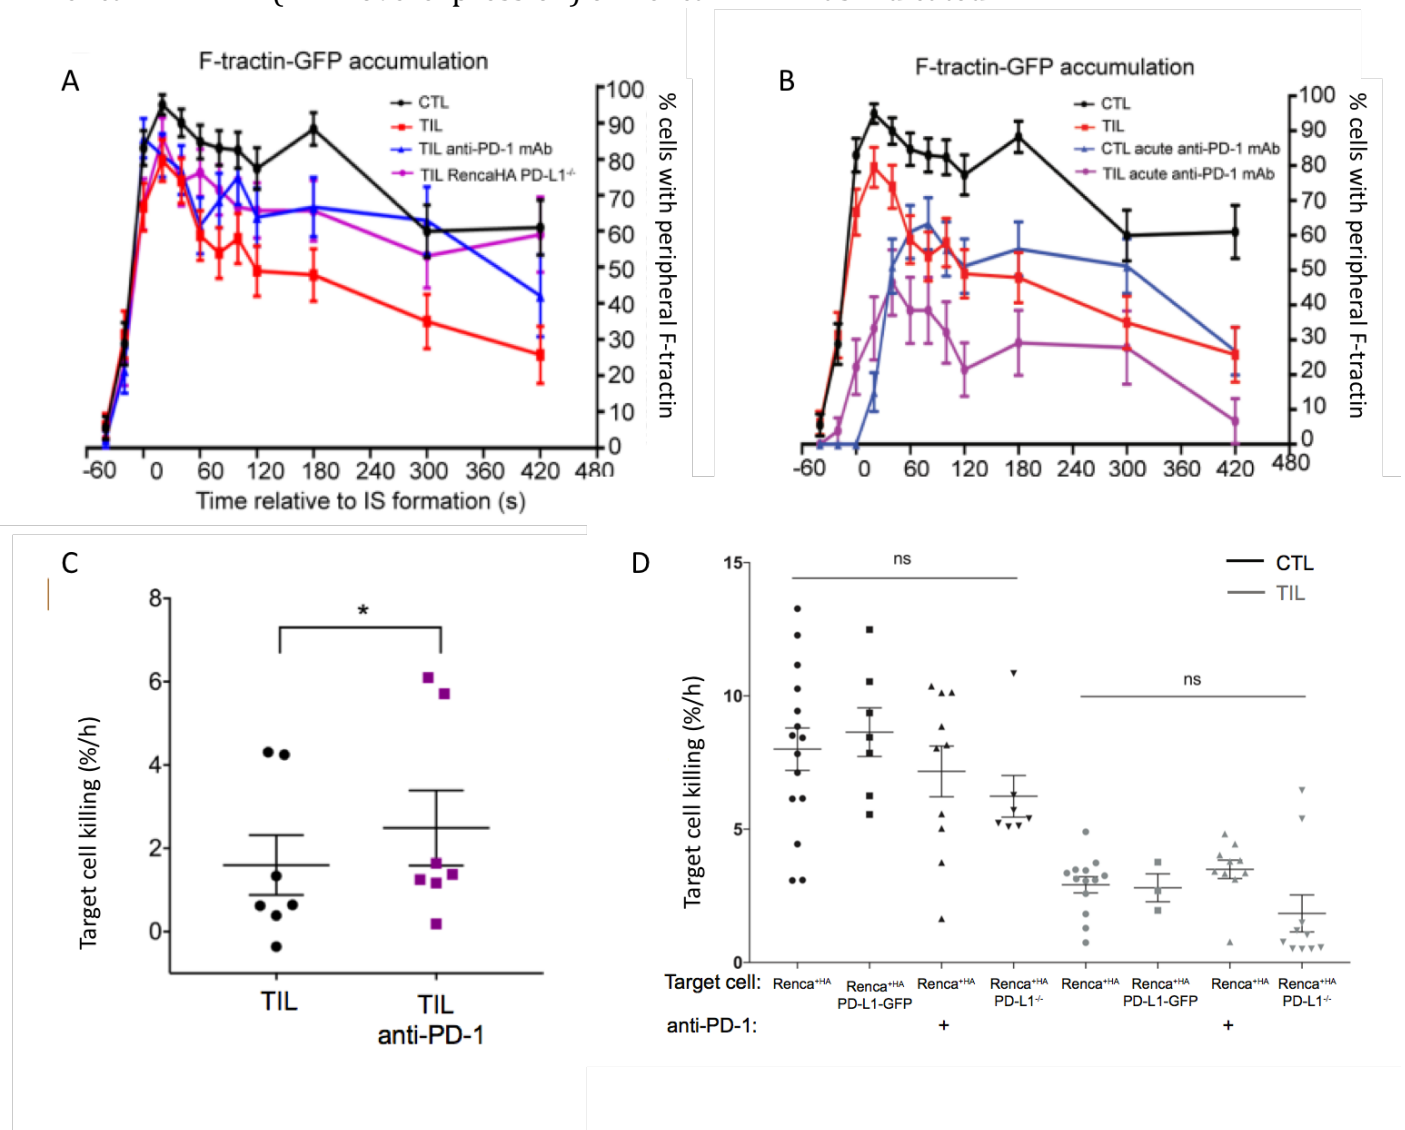 A
F-tractin-GFP accumulation
CTL
TIL
TIL anti-PD-1 mAb
TIL RencaHA PD-L1-/-
100
90
80
70
60
50
40
30
20
10
0
% cells with peripheral F-tractin
-60 0 60 120 180 240 300 360 420 480
Time relative to IS formation (s)
B
F-tractin-GFP accumulation
CTL
TIL
CTL acute anti-PD-1 mAb
TIL acute anti-PD-1 mAb
100
90
80
70
60
50
40
30
20
10
0
% cells with peripheral F-tractin
-60 0 60 120 180 240 300 360 420 480
C
8
6
4
2
0
Target cell killing (%/h)
*
TIL
TIL
anti-PD-1
D
15
10
5
0
Target cell killing (%/h)
ns
ns
CTL
TIL
Target cell: Renca+HA Renca+HA Renca+HA Renca+HA Renca+HA Renca+HA Renca+HA Renca+HA
PD-L1-GFP PD-L1-/- PD-L1-GFP PD-L1-/-
anti-PD-1: + +